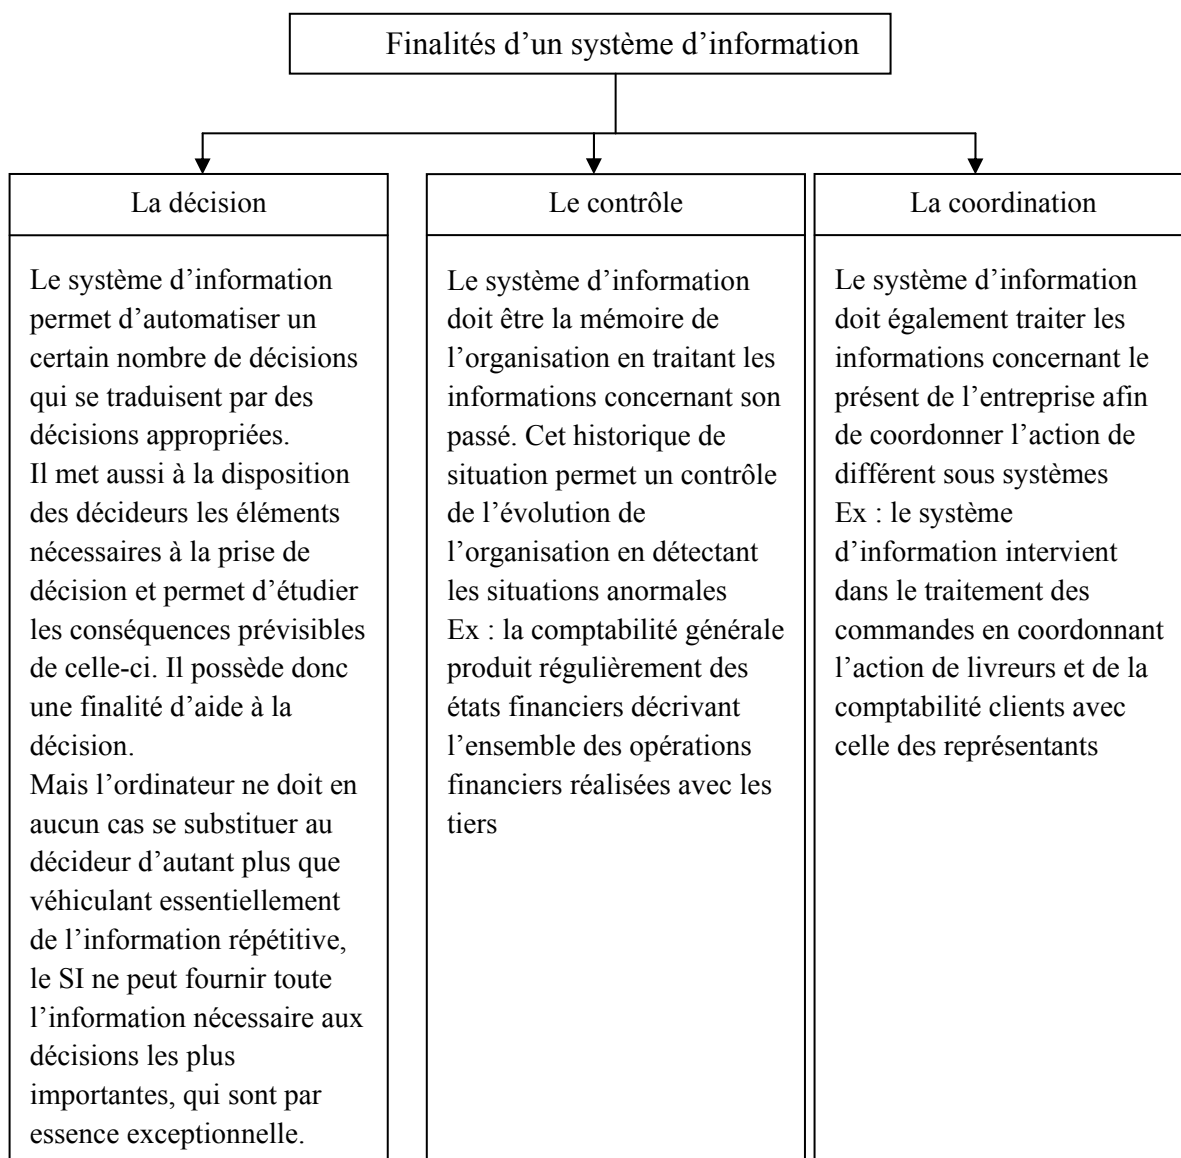 Finalités d’un système d’information
La décision
Le système d’information
permet d’automatiser un
certain nombre de décisions
qui se traduisent par des
décisions appropriées.
Il met aussi à la disposition
des décideurs les éléments
nécessaires à la prise de
décision et permet d’étudier
les conséquences prévisibles
de celle-ci. Il possède donc
une finalité d’aide à la
décision.
Mais l’ordinateur ne doit en
aucun cas se substituer au
décideur d’autant plus que
véhiculant essentiellement
de l’information répétitive,
le SI ne peut fournir toute
l’information nécessaire aux
décisions les plus
importantes, qui sont par
essence exceptionnelle.
Le contrôle
Le système d’information
doit être la mémoire de
l’organisation en traitant les
informations concernant son
passé. Cet historique de
situation permet un contrôle
de l’évolution de
l’organisation en détectant
les situations anormales
Ex : la comptabilité générale
produit régulièrement des
états financiers décrivant
l’ensemble des opérations
financiers réalisées avec les
tiers
La coordination
Le système d’information
doit également traiter les
informations concernant le
présent de l’entreprise afin
de coordonner l’action de
différent sous systèmes
Ex : le système
d’information intervient
dans le traitement des
commandes en coordonnant
l’action de livreurs et de la
comptabilité clients avec
celle des représentants